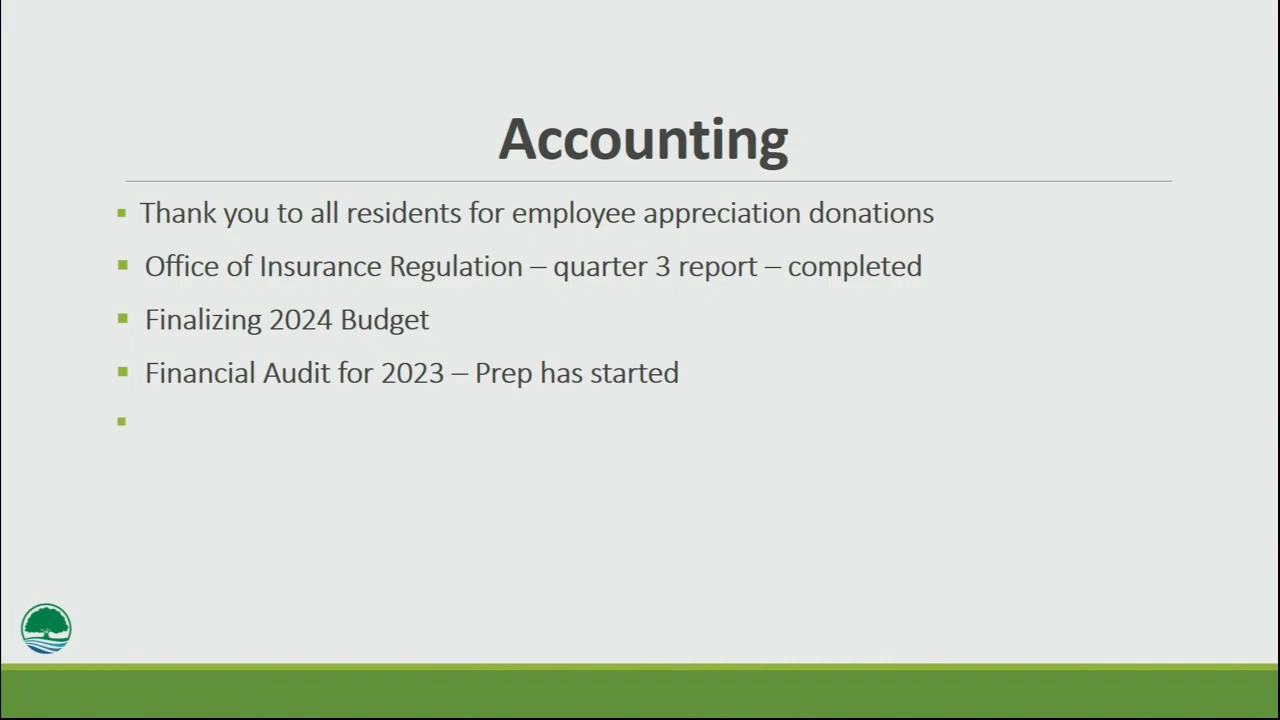 Accounting
Thank you to all residents for employee appreciation donations
Office of Insurance Regulation – quarter 3 report – completed
Finalizing 2024 Budget
Financial Audit for 2023 – Prep has started